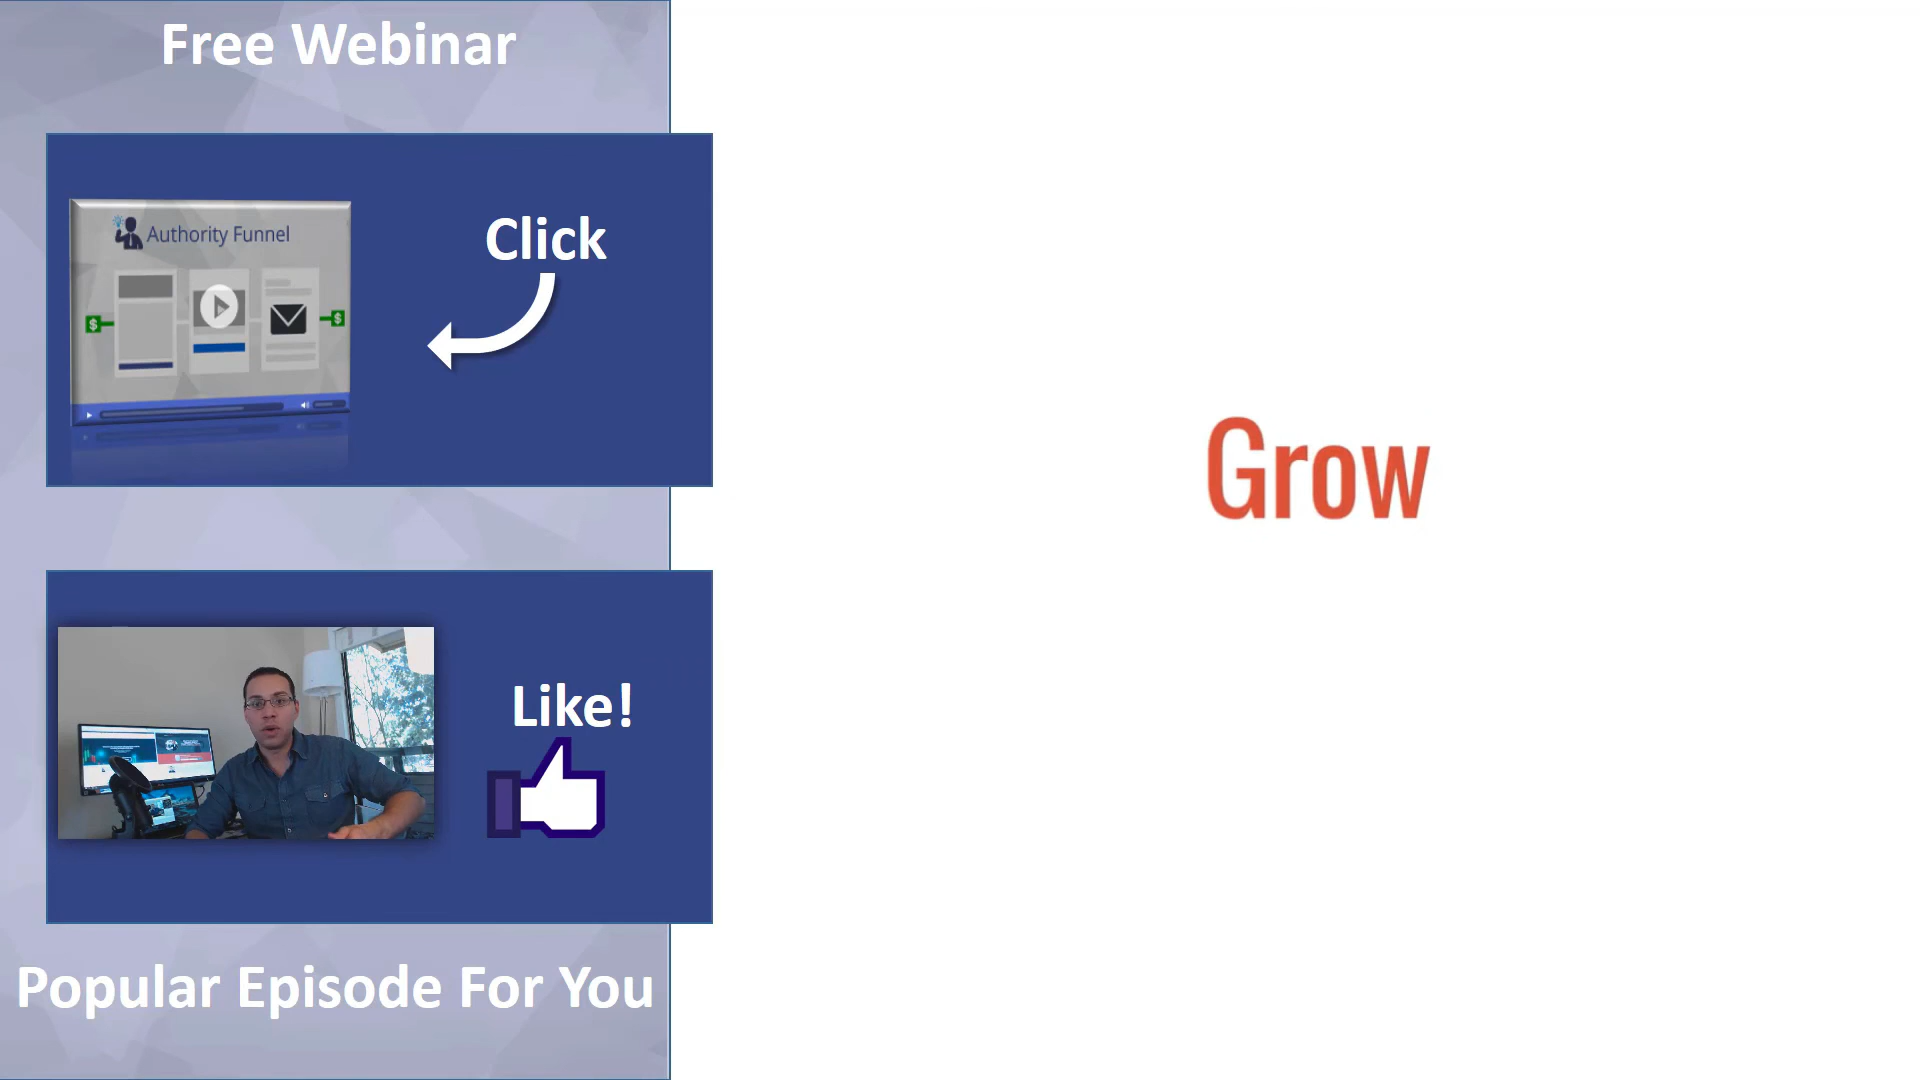 Free Webinar
Authority Funnel
$
$
Click
Grow
Like!
Popular Episode For You